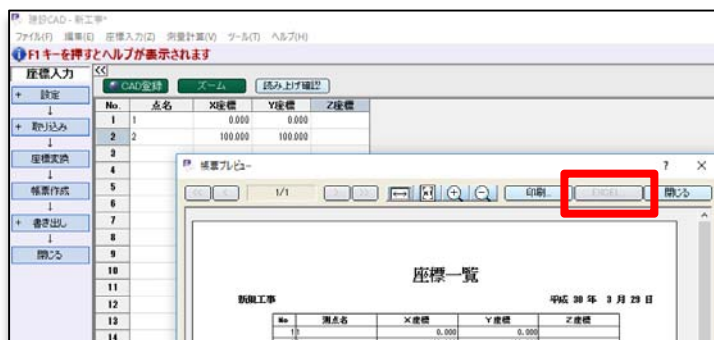 建設CAD - 新工事*
ファイル(F) 編集(E) 座標入力(Z) 測量計算(V) ツール(T) ヘルプ(H)
F1キーを押すとヘルプが表示されます
座標入力
<<
CAD登録 ズーム 読み上げ確認
+ 設定
↓
+ 取り込み
↓
座標変換
↓
帳票作成
↓
+ 書き出し
↓
閉じる
No. 点名 X座標 Y座標 Z座標
1 1 0.000 0.000
2 2 100.000 100.000
3
4
5
6
7
8
9
10
11
12
13
14
帳票プレビュー ? ×
<< < 1/1 > >> 印刷... EXCEL 閉じる
座標一覧
新規工事 平成 30 年 3 月 29 日
No 測点名 X座標 Y座標 Z座標
1 1 0.000 0.000